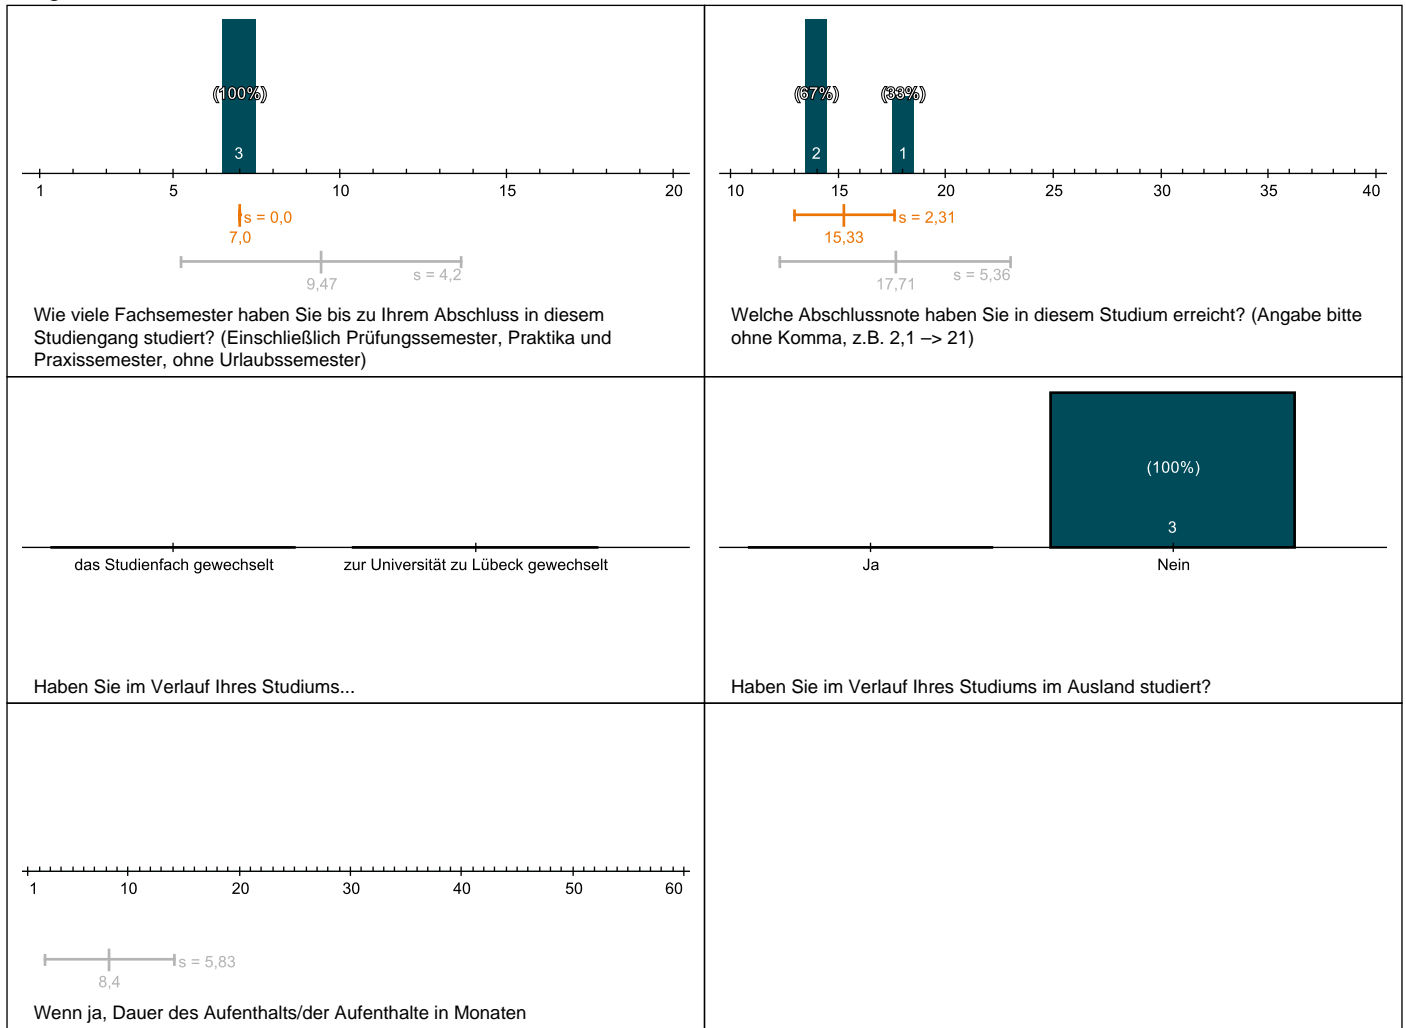 (100%)
3
1 5 10 15 20
s = 0,0
7,0
s = 4,2
9,47
Wie viele Fachsemester haben Sie bis zu Ihrem Abschluss in diesem
Studiengang studiert? (Einschließlich Prüfungssemester, Praktika und
Praxissemester, ohne Urlaubssemester)
(67%) (33%)
2 1
10 15 20 25 30 35 40
s = 2,31
15,33
s = 5,36
17,71
Welche Abschlussnote haben Sie in diesem Studium erreicht? (Angabe bitte
ohne Komma, z.B. 2,1 –> 21)
das Studienfach gewechselt zur Universität zu Lübeck gewechselt
Haben Sie im Verlauf Ihres Studiums...
(100%)
3
Ja Nein
Haben Sie im Verlauf Ihres Studiums im Ausland studiert?
1 10 20 30 40 50 60
s = 5,83
8,4
Wenn ja, Dauer des Aufenthalts/der Aufenthalte in Monaten